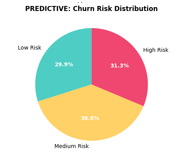 PREDICTIVE: Churn Risk Distribution
Low Risk
High Risk
29.9%
31.3%
38.8%
Medium Risk